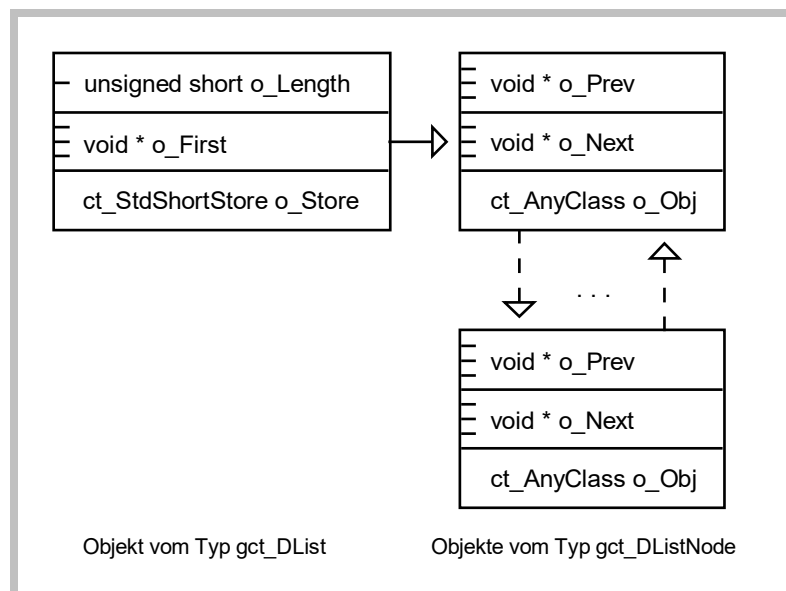 unsigned short o_Length
void * o_First
ct_StdShortStore o_Store
void * o_Prev
void * o_Next
ct_AnyClass o_Obj
. . .
void * o_Prev
void * o_Next
ct_AnyClass o_Obj
Objekt vom Typ gct_DList
Objekte vom Typ gct_DListNode